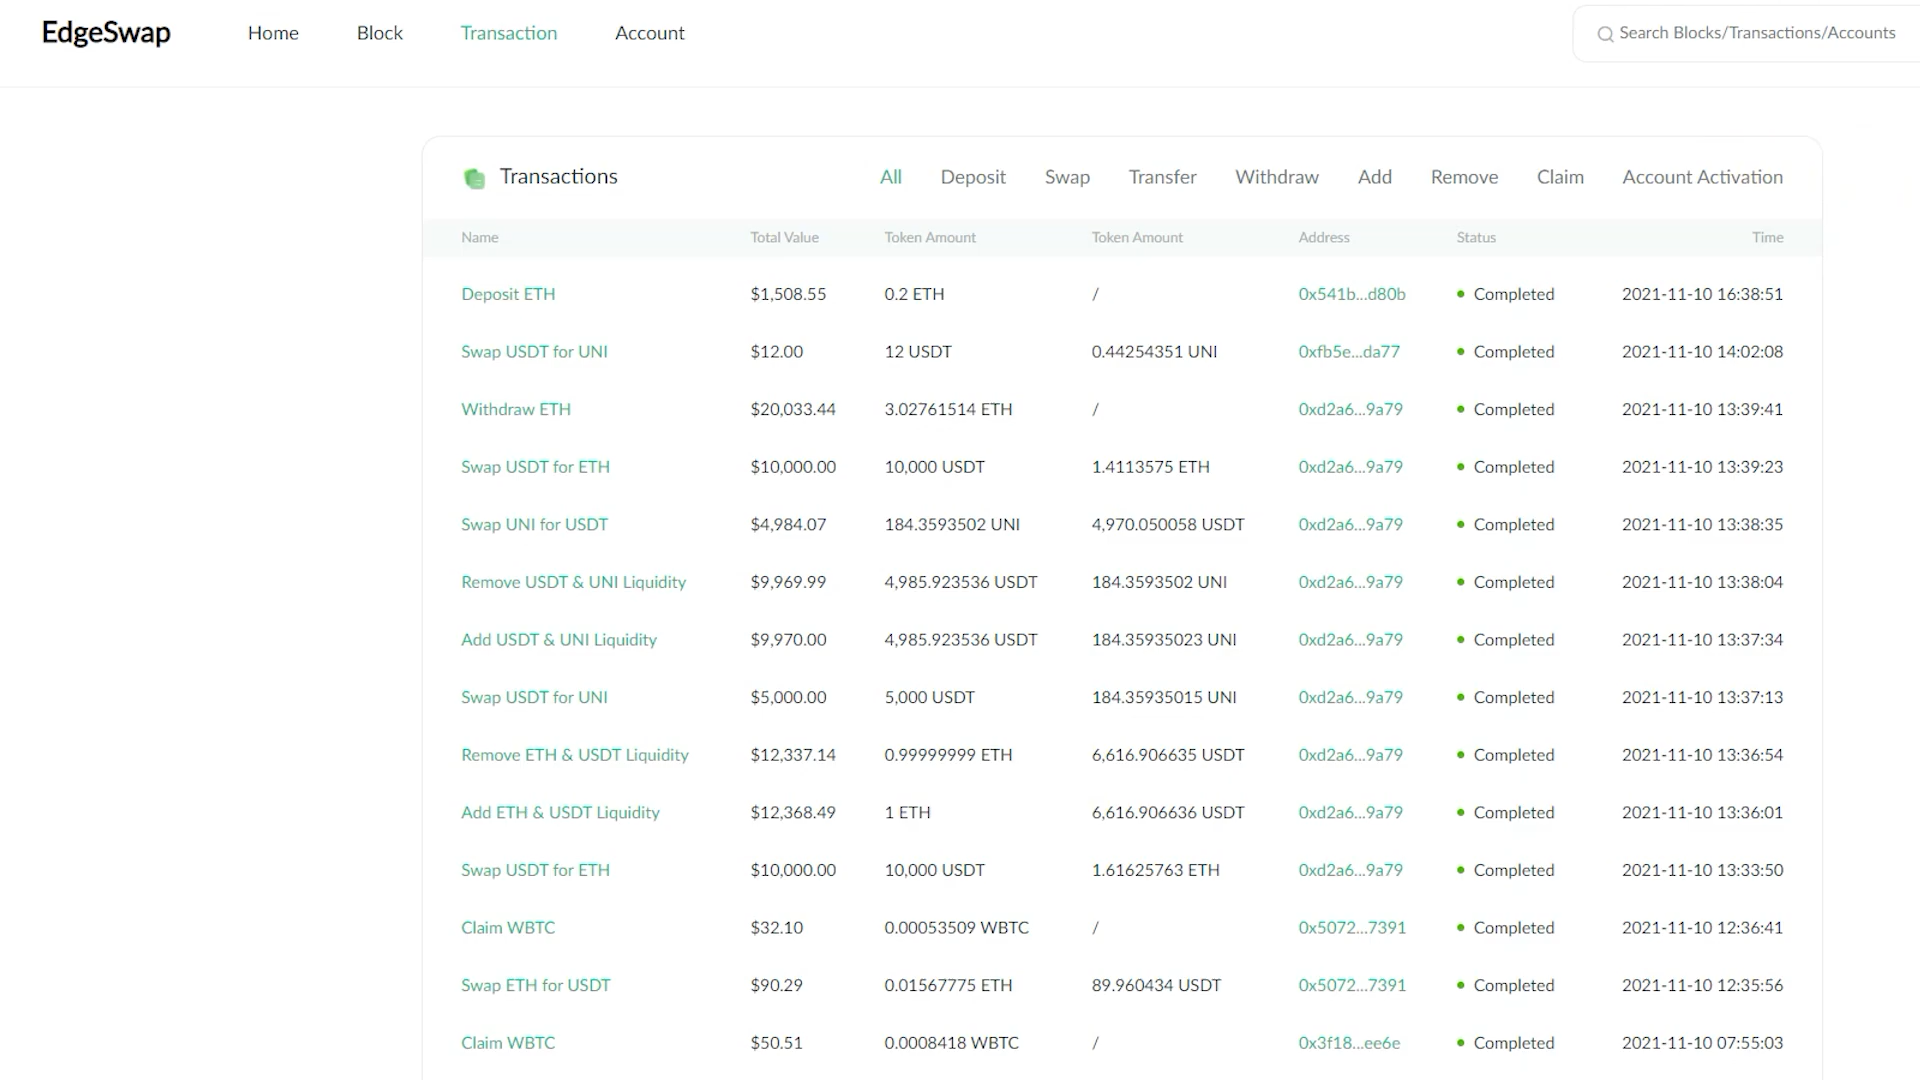 EdgeSwap Home Block Transaction Account Search Blocks/Transactions/Accounts
Transactions All Deposit Swap Transfer Withdraw Add Remove Claim Account Activation
Name Total Value Token Amount Token Amount Address Status Time
Deposit ETH $1,508.55 0.2 ETH / 0x541b...d80b Completed 2021-11-10 16:38:51
Swap USDT for UNI $12.00 12 USDT 0.44254351 UNI 0xfb5e...da77 Completed 2021-11-10 14:02:08
Withdraw ETH $20,033.44 3.02761514 ETH / 0xd2a6...9a79 Completed 2021-11-10 13:39:41
Swap USDT for ETH $10,000.00 10,000 USDT 1.4113575 ETH 0xd2a6...9a79 Completed 2021-11-10 13:39:23
Swap UNI for USDT $4,984.07 184.3593502 UNI 4,970.050058 USDT 0xd2a6...9a79 Completed 2021-11-10 13:38:35
Remove USDT & UNI Liquidity $9,969.99 4,985.923536 USDT 184.3593502 UNI 0xd2a6...9a79 Completed 2021-11-10 13:38:04
Add USDT & UNI Liquidity $9,970.00 4,985.923536 USDT 184.35935023 UNI 0xd2a6...9a79 Completed 2021-11-10 13:37:34
Swap USDT for UNI $5,000.00 5,000 USDT 184.35935015 UNI 0xd2a6...9a79 Completed 2021-11-10 13:37:13
Remove ETH & USDT Liquidity $12,337.14 0.99999999 ETH 6,616.906635 USDT 0xd2a6...9a79 Completed 2021-11-10 13:36:54
Add ETH & USDT Liquidity $12,368.49 1 ETH 6,616.906636 USDT 0xd2a6...9a79 Completed 2021-11-10 13:36:01
Swap USDT for ETH $10,000.00 10,000 USDT 1.61625763 ETH 0xd2a6...9a79 Completed 2021-11-10 13:33:50
Claim WBTC $32.10 0.00053509 WBTC / 0x5072...7391 Completed 2021-11-10 12:36:41
Swap ETH for USDT $90.29 0.01567775 ETH 89.960434 USDT 0x5072...7391 Completed 2021-11-10 12:35:56
Claim WBTC $50.51 0.0008418 WBTC / 0x3f18...ee6e Completed 2021-11-10 07:55:03